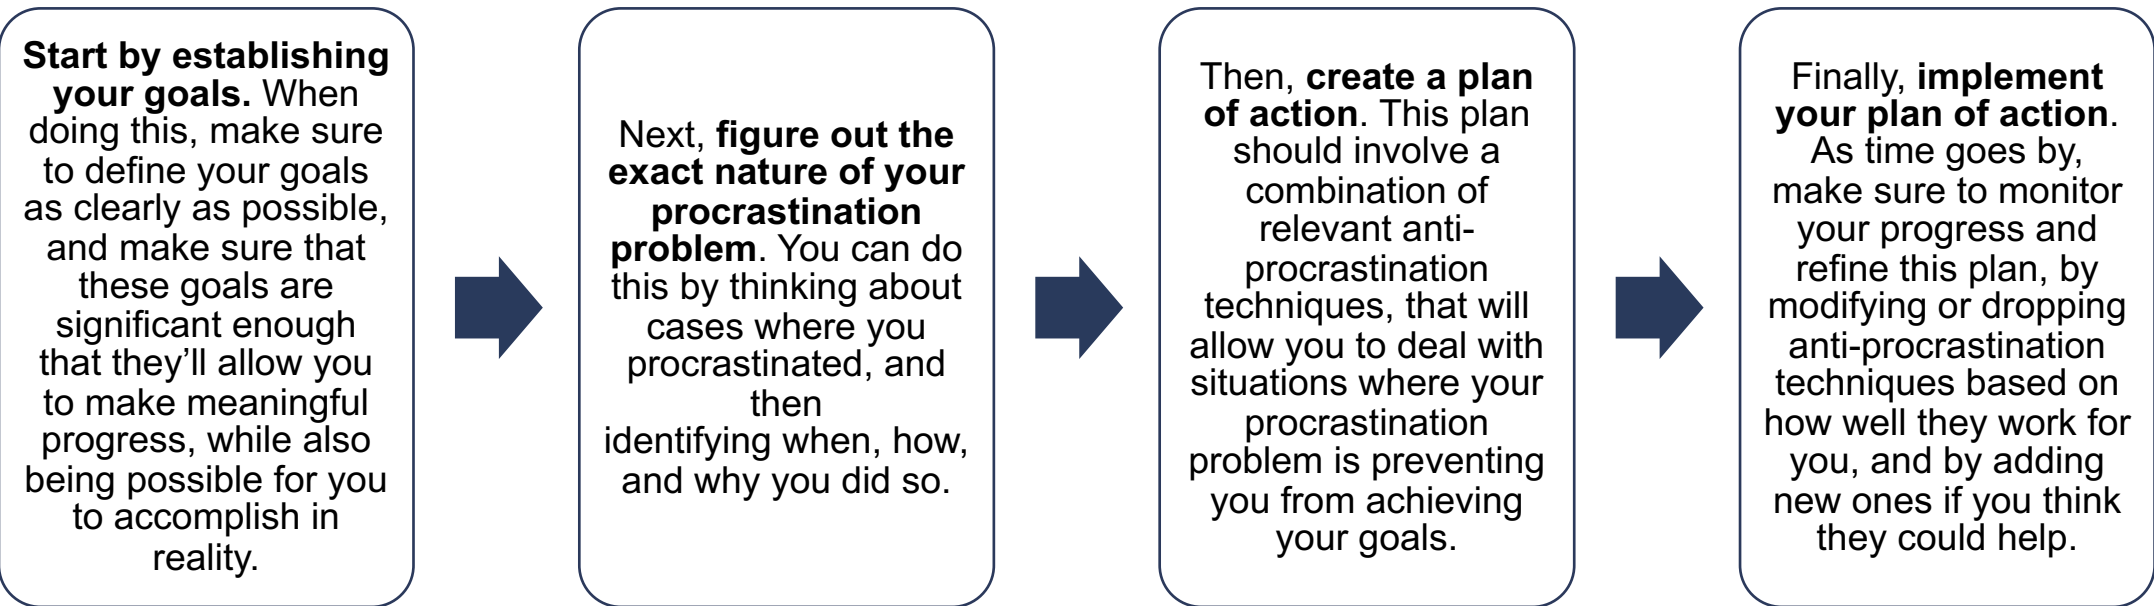 Start by establishing
your goals. When
doing this, make sure
to define your goals
as clearly as possible,
and make sure that
these goals are
significant enough
that they’ll allow you
to make meaningful
progress, while also
being possible for you
to accomplish in
reality.
Next, figure out the
exact nature of your
procrastination
problem. You can do
this by thinking about
cases where you
procrastinated, and
then
identifying when, how,
and why you did so.
Then, create a plan
of action. This plan
should involve a
combination of
relevant anti-
procrastination
techniques, that will
allow you to deal with
situations where your
procrastination
problem is preventing
you from achieving
your goals.
Finally, implement
your plan of action.
As time goes by,
make sure to monitor
your progress and
refine this plan, by
modifying or dropping
anti-procrastination
techniques based on
how well they work for
you, and by adding
new ones if you think
they could help.